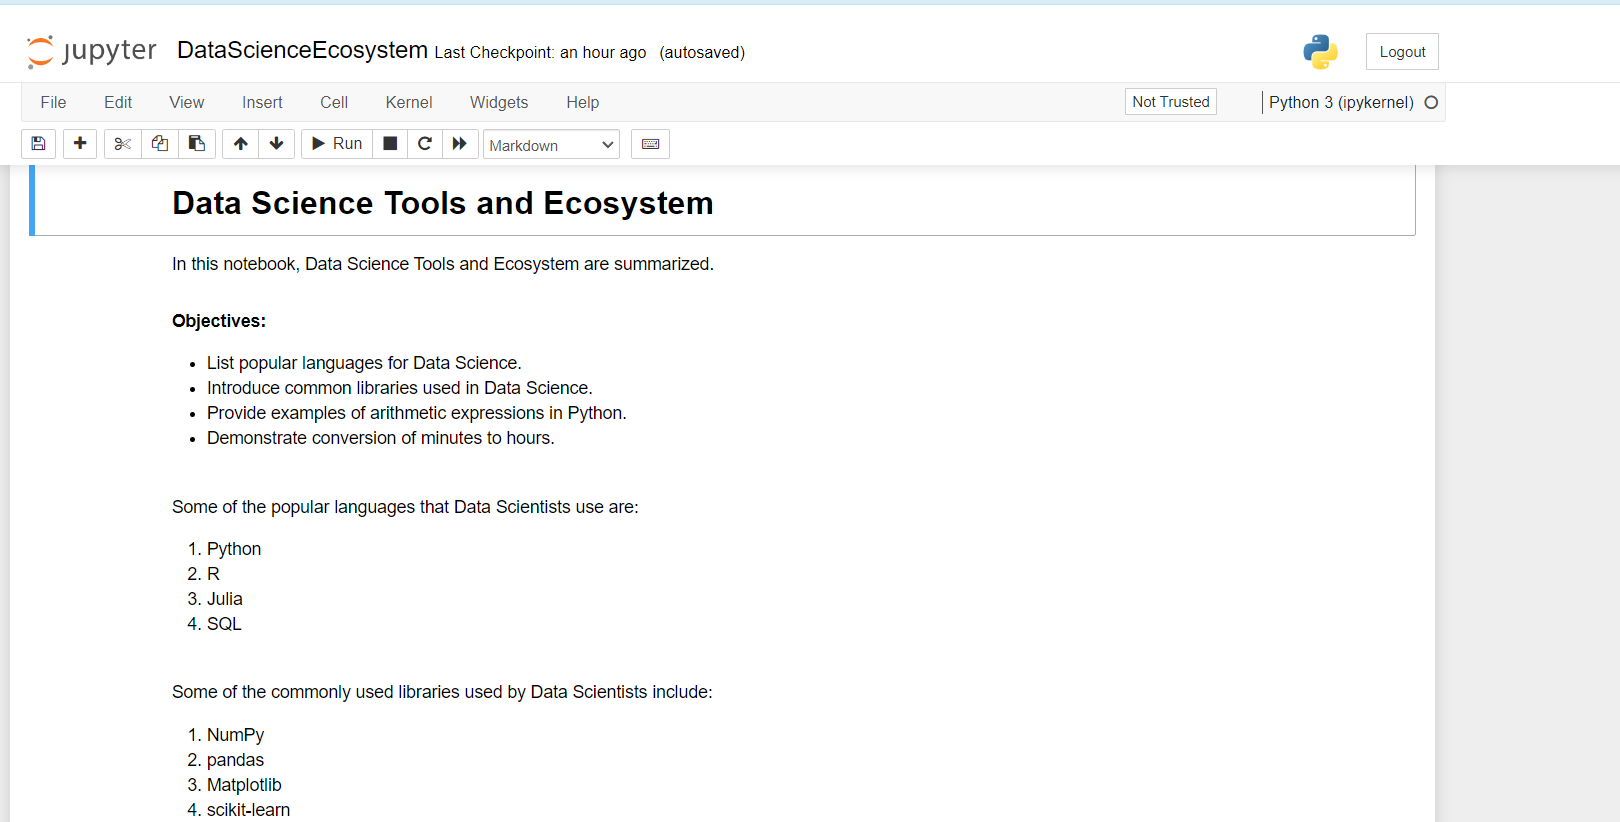 jupyter DataScienceEcosystem Last Checkpoint: an hour ago (autosaved) Logout
File Edit View Insert Cell Kernel Widgets Help Not Trusted Python 3 (ipykernel)
Run Markdown
Data Science Tools and Ecosystem
In this notebook, Data Science Tools and Ecosystem are summarized.
Objectives:
• List popular languages for Data Science.
• Introduce common libraries used in Data Science.
• Provide examples of arithmetic expressions in Python.
• Demonstrate conversion of minutes to hours.
Some of the popular languages that Data Scientists use are:
1. Python
2. R
3. Julia
4. SQL
Some of the commonly used libraries used by Data Scientists include:
1. NumPy
2. pandas
3. Matplotlib
4. scikit-learn